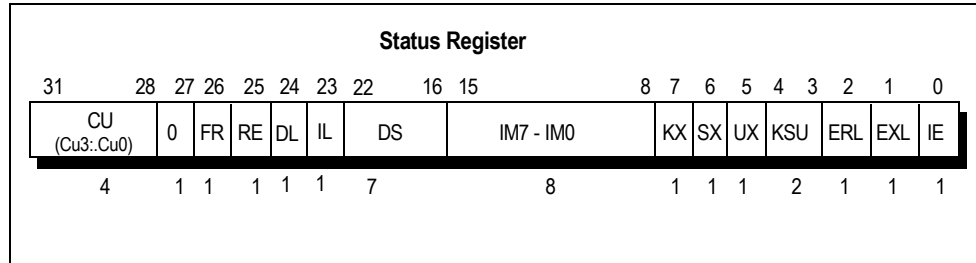 Status Register
31 28 27 26 25 24 23 22 16 15 8 7 6 5 4 3 2 1 0
CU
(Cu3:.Cu0) 0 FR RE DL IL DS IM7 - IM0 KX SX UX KSU ERL EXL IE
4 1 1 1 1 1 7 8 1 1 1 2 1 1 1